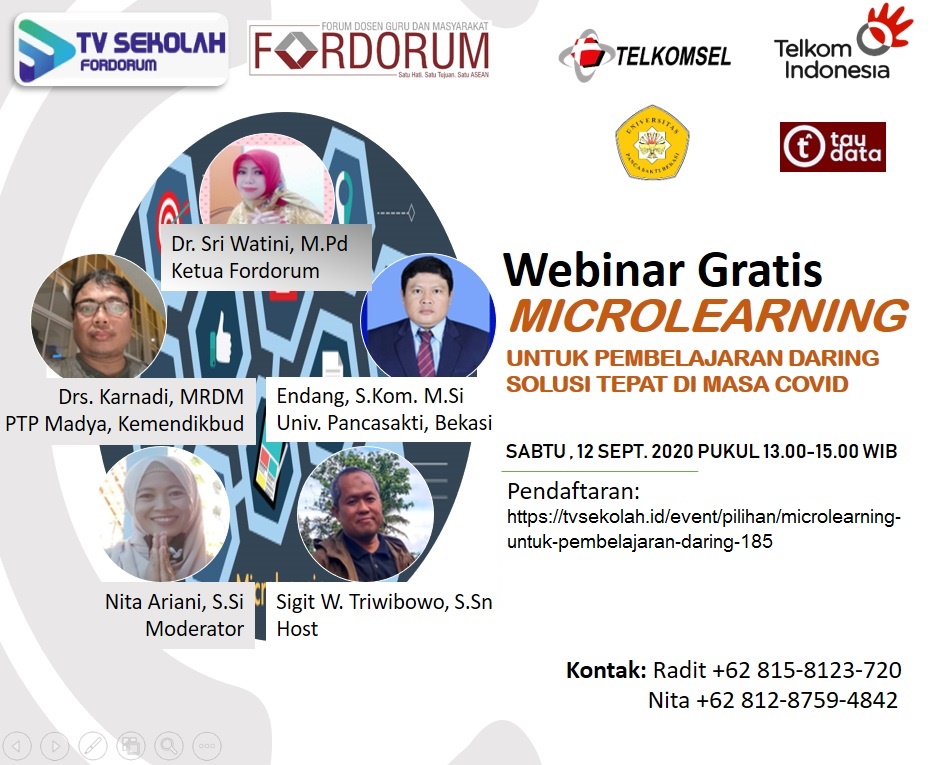 TV SEKOLAH
FORDORUM
FORUM DOSEN GURU DAN MASYARAKAT
FORDORUM
Satu Hati. Satu Tujuan. Satu ASEAN
TELKOMSEL
Telkom
Indonesia
UNIVERSITAS
PANCA SAKTI BEKASI
tau
data
Dr. Sri Watini, M.Pd
Ketua Fordorum
Drs. Karnadi, MRDM
PTP Madya, Kemendikbud
Endang, S.Kom. M.Si
Univ. Pancasakti, Bekasi
Nita Ariani, S.Si
Moderator
Sigit W. Triwibowo, S.Sn
Host
Webinar Gratis
MICROLEARNING
UNTUK PEMBELAJARAN DARING
SOLUSI TEPAT DI MASA COVID
SABTU , 12 SEPT. 2020 PUKUL 13.00-15.00 WIB
Pendaftaran:
https://tvsekolah.id/event/pilihan/microlearning-
untuk-pembelajaran-daring-185
Kontak: Radit +62 815-8123-720
Nita +62 812-8759-4842